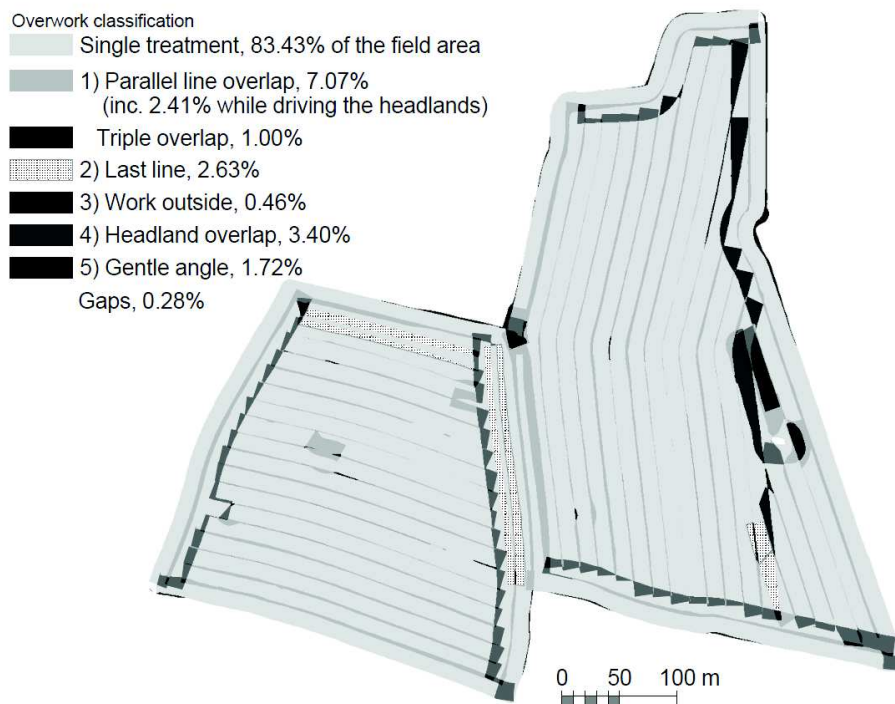 Overwork classification
Single treatment, 83.43% of the field area
1) Parallel line overlap, 7.07%
(inc. 2.41% while driving the headlands)
Triple overlap, 1.00%
2) Last line, 2.63%
3) Work outside, 0.46%
4) Headland overlap, 3.40%
5) Gentle angle, 1.72%
Gaps, 0.28%
0 50 100 m